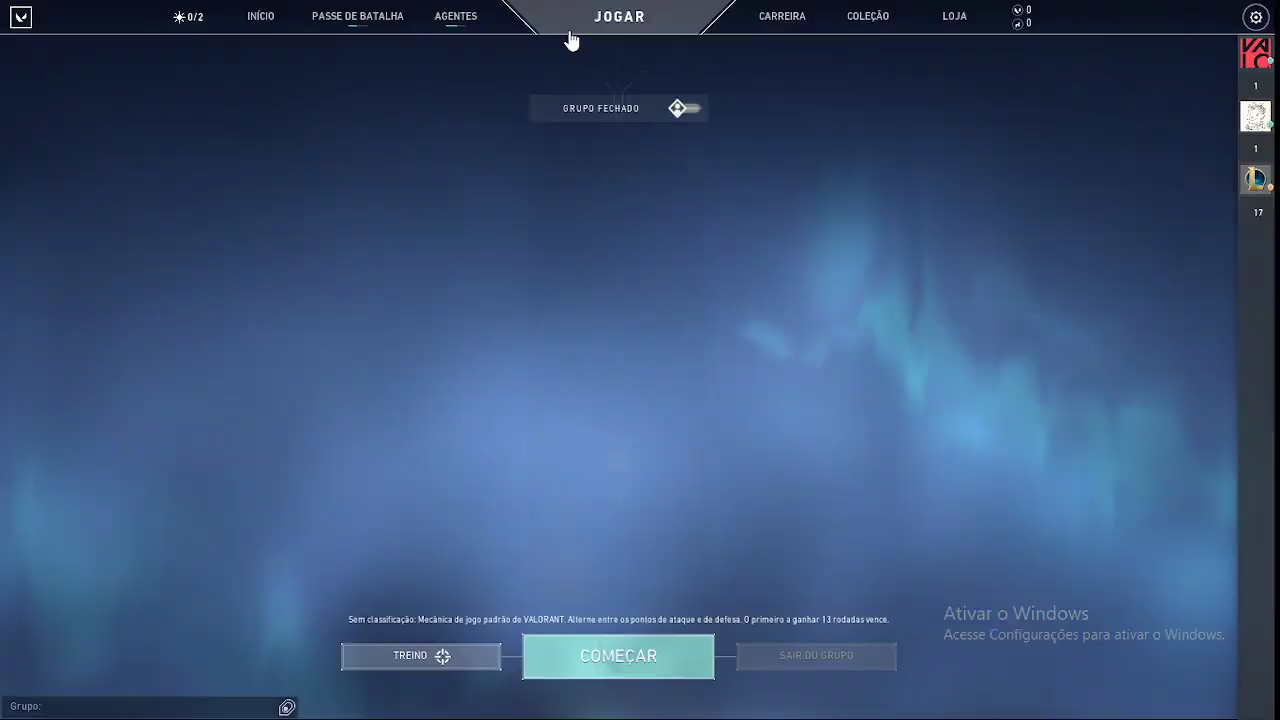 0/2
INÍCIO
PASSE DE BATALHA
AGENTES
JOGAR
CARREIRA
COLEÇÃO
LOJA
0
0
GRUPO FECHADO
1
1
17
Sem classificação: Mecânica de jogo padrão de VALORANT. Alterne entre os pontos de ataque e de defesa. O primeiro a ganhar 13 rodadas vence.
TREINO
COMEÇAR
SAIR DO GRUPO
Ativar o Windows
Acesse Configurações para ativar o Windows.
Grupo: